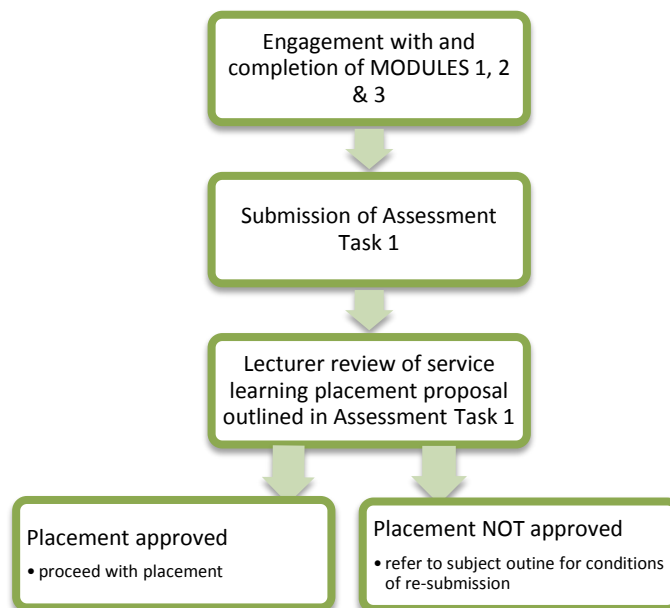 Engagement with and
completion of MODULES 1, 2
& 3
Submission of Assessment
Task 1
Lecturer review of service
learning placement proposal
outlined in Assessment Task 1
Placement approved
• proceed with placement
Placement NOT approved
• refer to subject outine for conditions
of re-submission